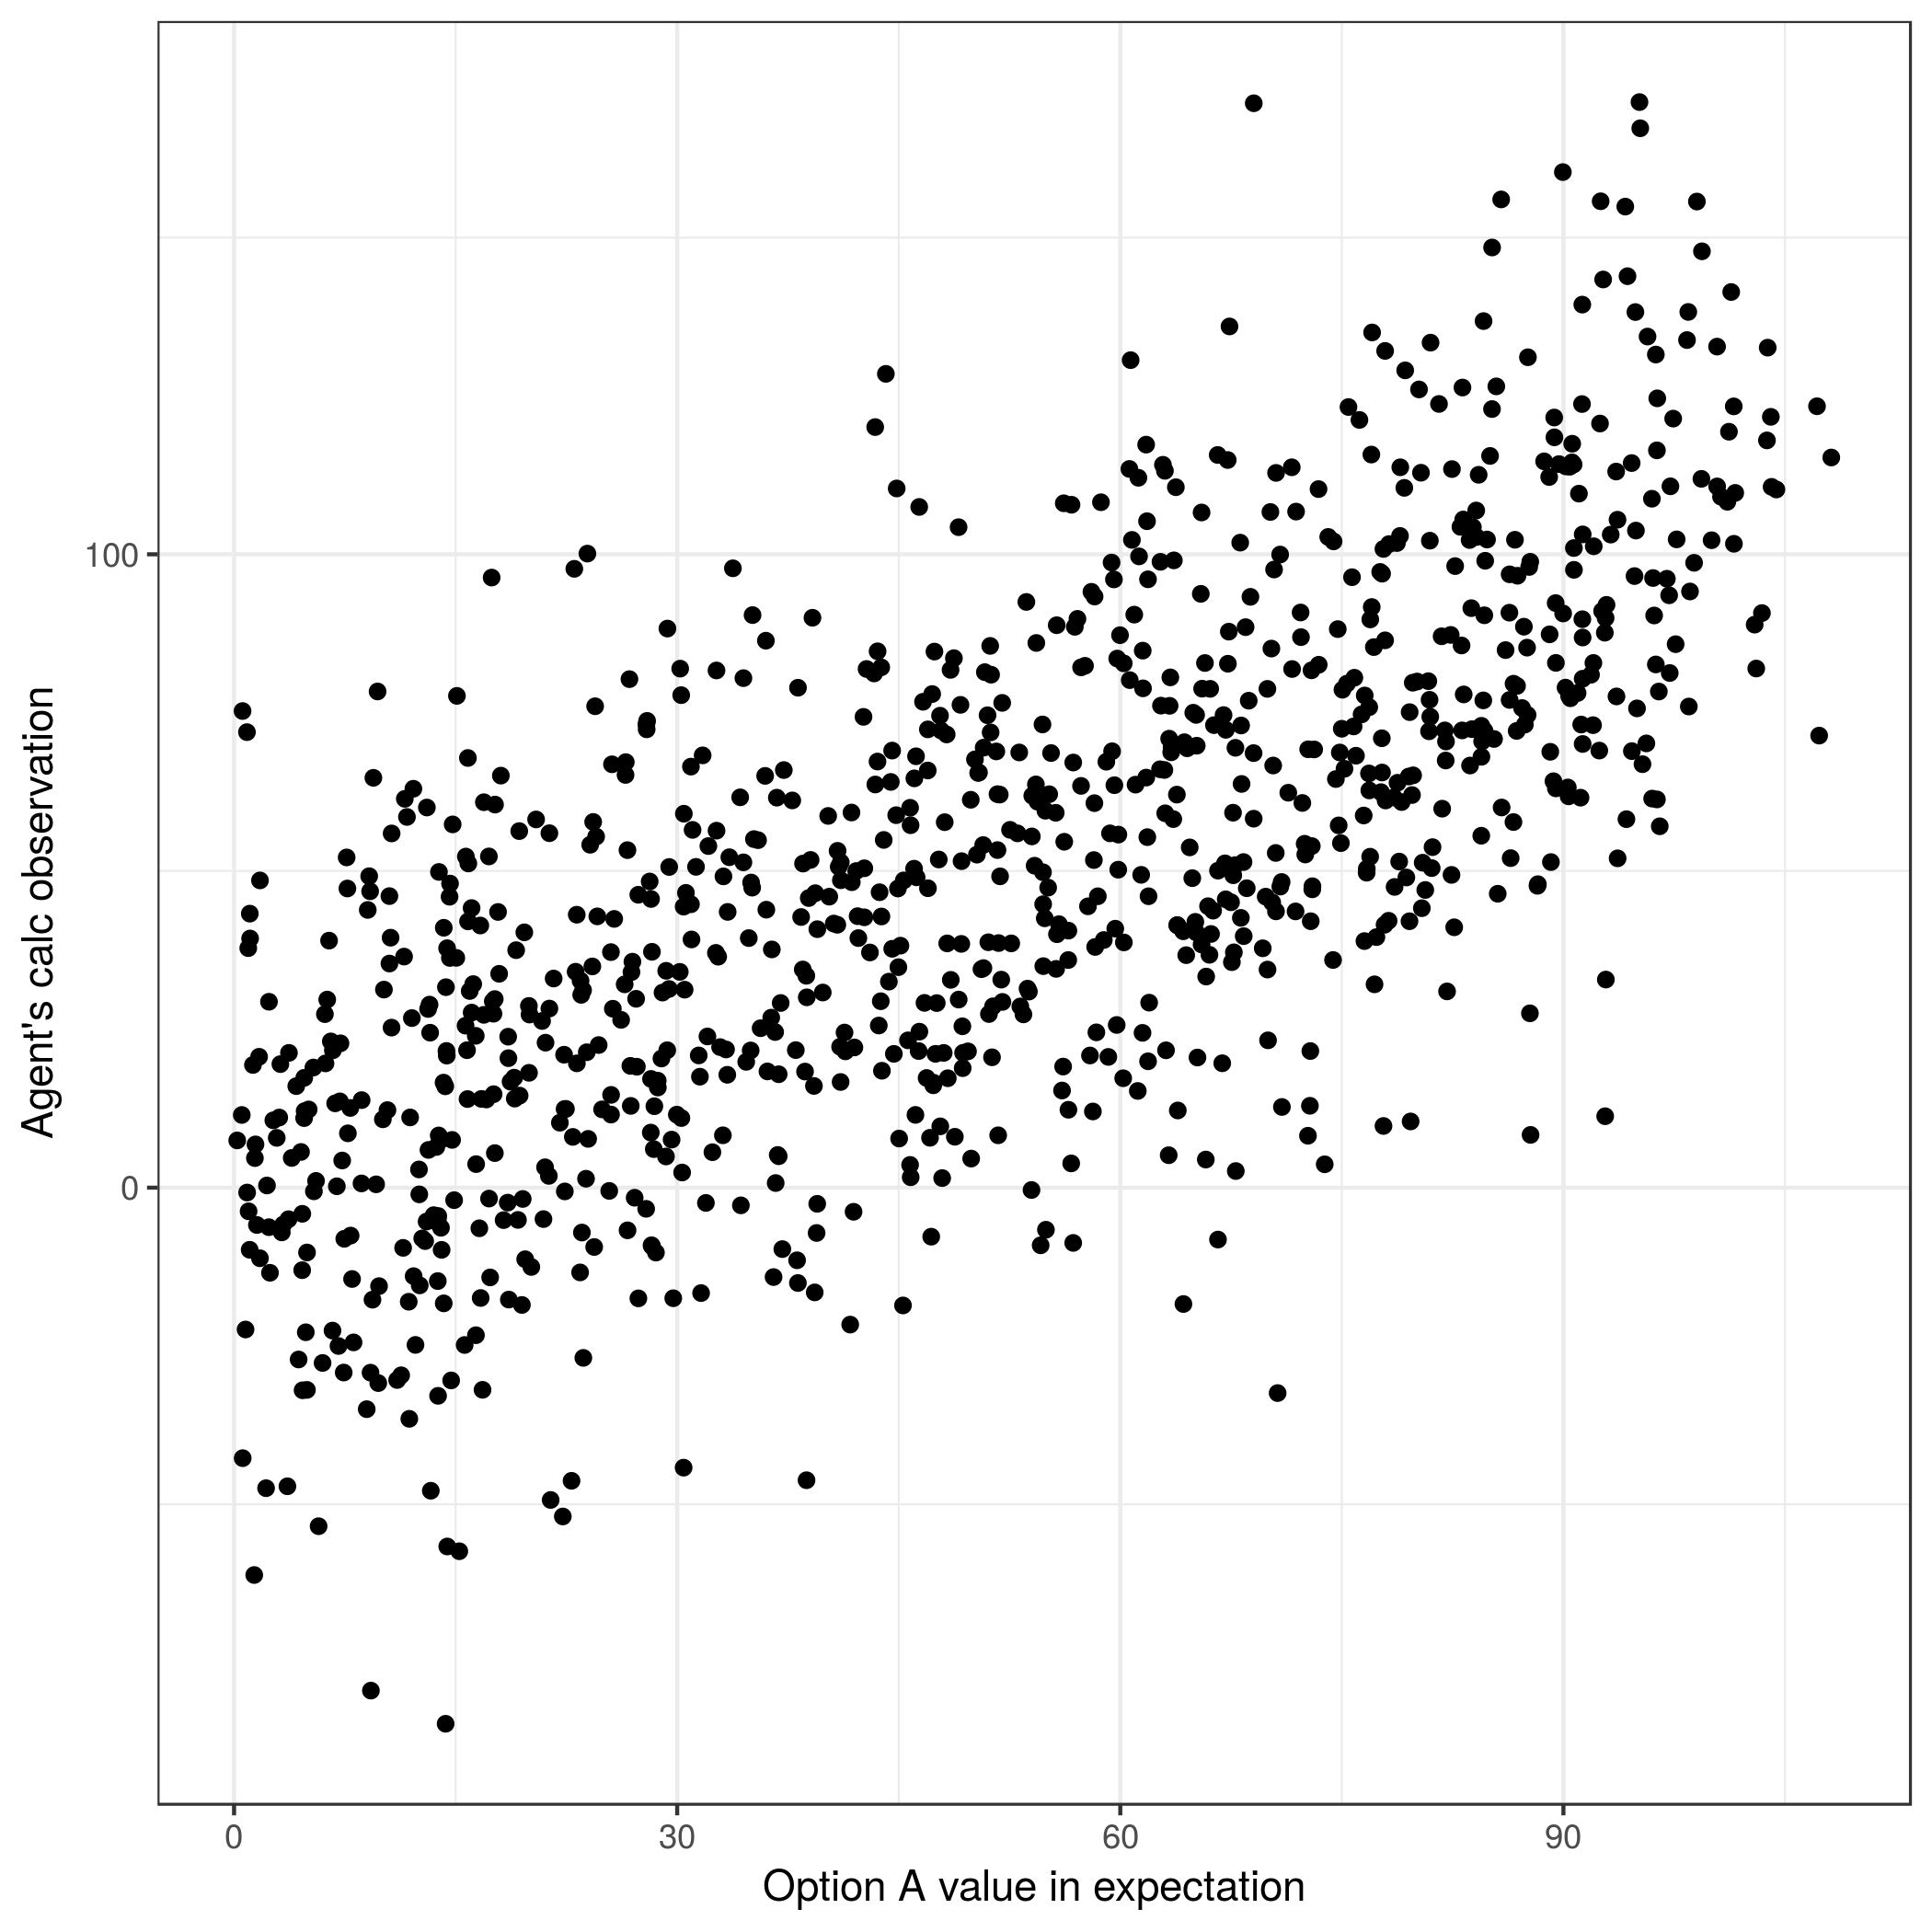 100
0
Agent's calc observation
0 30 60 90
Option A value in expectation